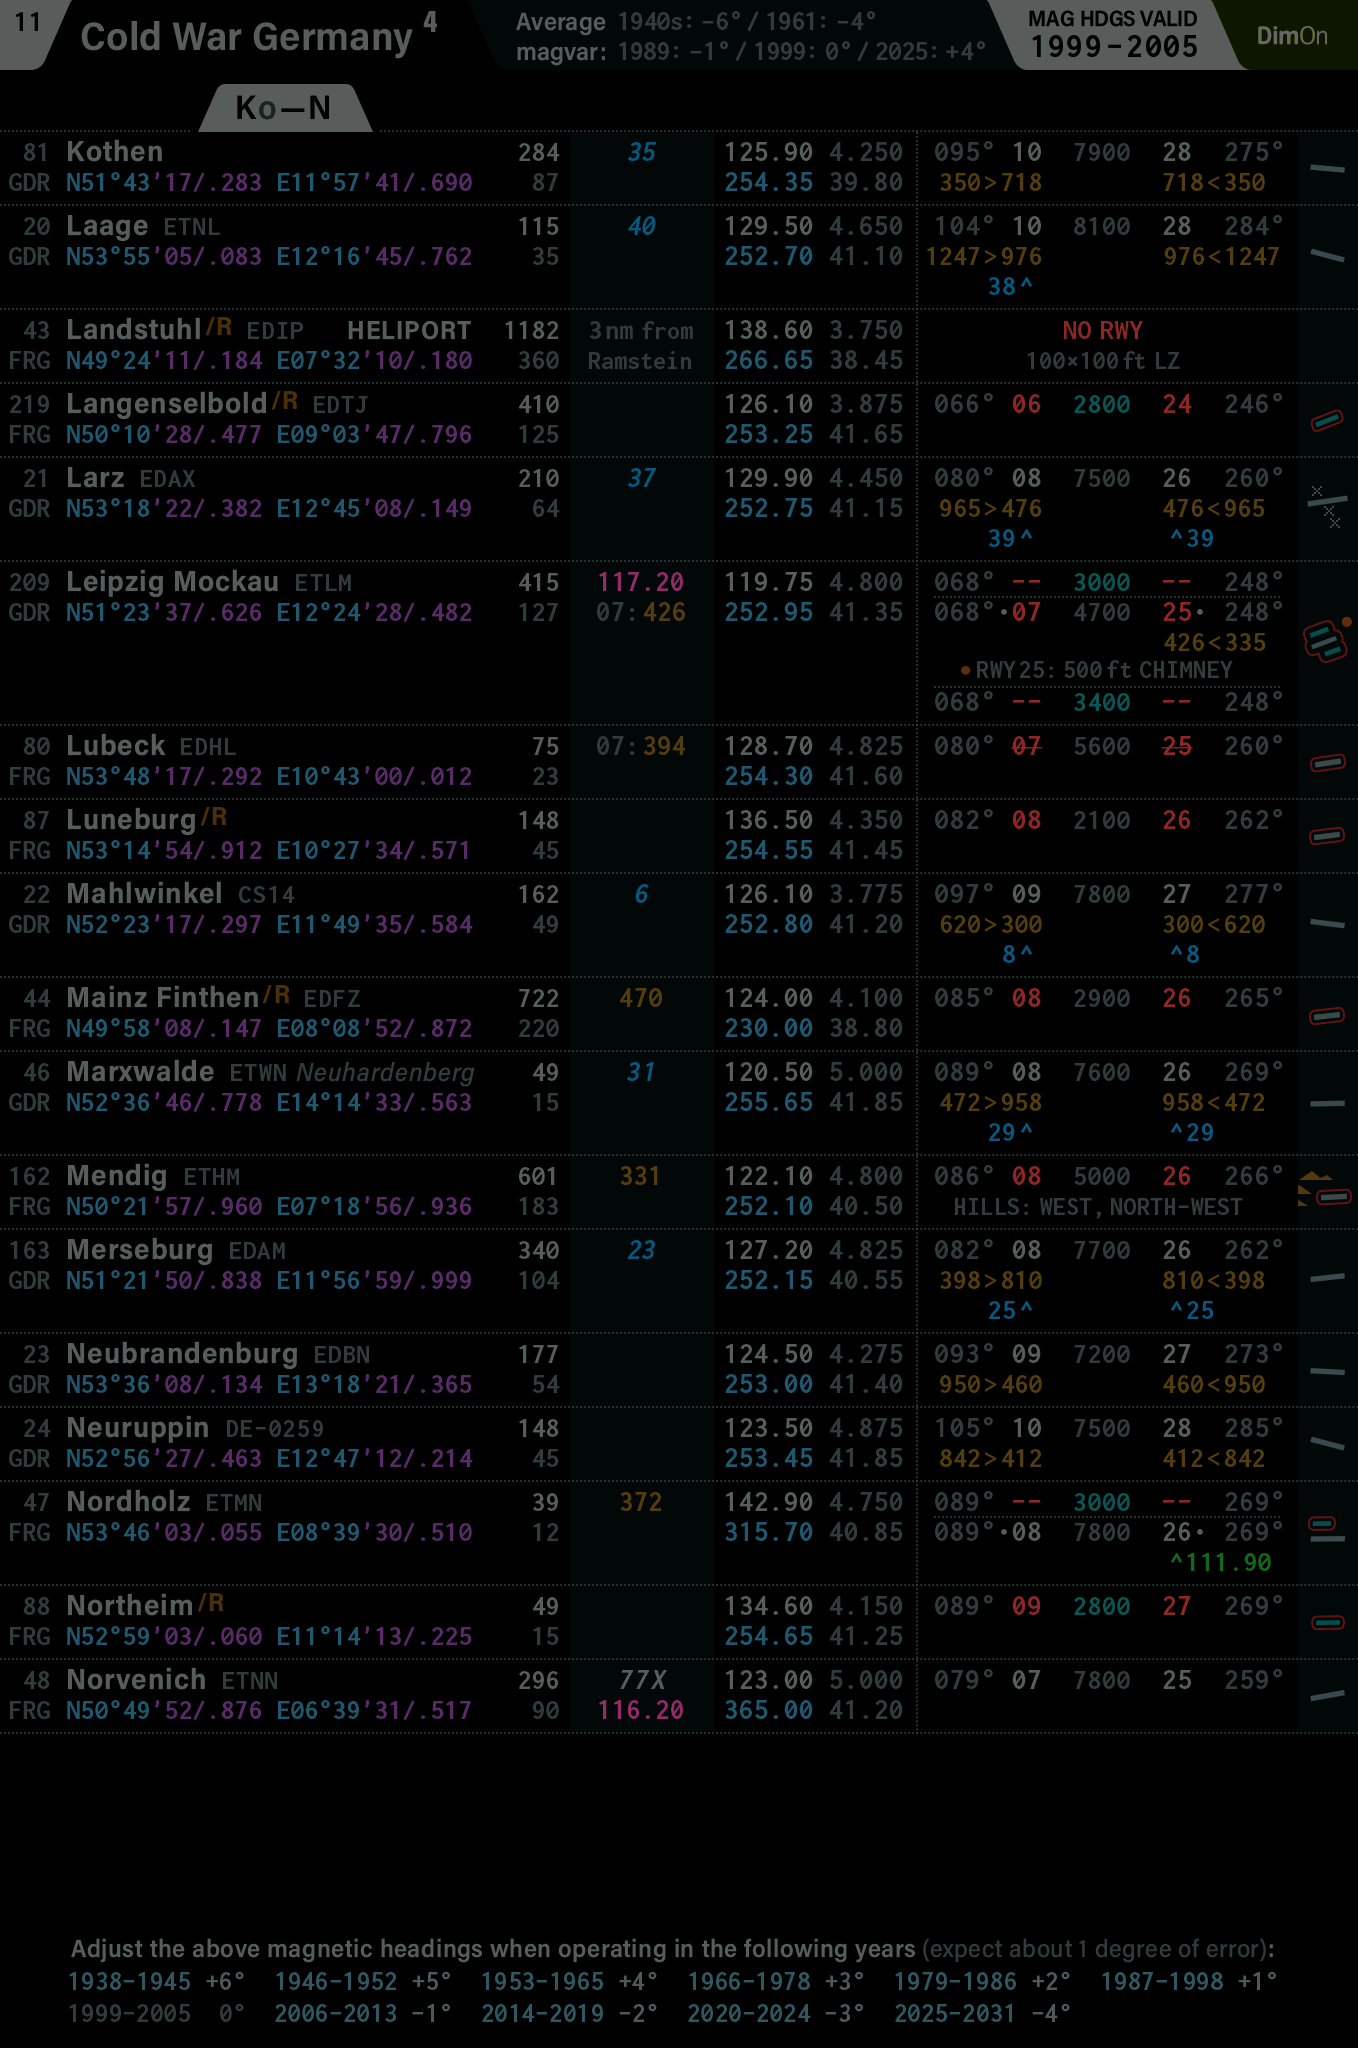 11 Cold War Germany 4 Average 1940s: -6° / 1961: -4° MAG HDGS VALID DimOn
magvar: 1989: -1° / 1999: 0° / 2025: +4° 1999-2005
Ko—N
81 Kothen 284 35 125.90 4.250 095° 10 7900 28 275°
GDR N51°43'17/.283 E11°57'41/.690 87 254.35 39.80 350>718 718<350
20 Laage ETNL 115 40 129.50 4.650 104° 10 8100 28 284°
GDR N53°55'05/.083 E12°16'45/.762 35 252.70 41.10 1247>976 976<1247
38^
43 Landstuhl/R EDIP HELIPORT 1182 3nm from 138.60 3.750 NO RWY
FRG N49°24'11/.184 E07°32'10/.180 360 Ramstein 266.65 38.45 100×100ft LZ
219 Langenselbold/R EDTJ 410 126.10 3.875 066° 06 2800 24 246°
FRG N50°10'28/.477 E09°03'47/.796 125 253.25 41.65
21 Larz EDAX 210 37 129.90 4.450 080° 08 7500 26 260°
GDR N53°18'22/.382 E12°45'08/.149 64 252.75 41.15 965>476 476<965
39^ ^39
209 Leipzig Mockau ETLM 415 117.20 119.75 4.800 068° -- 3000 -- 248°
GDR N51°23'37/.626 E12°24'28/.482 127 07:426 252.95 41.35 068°•07 4700 25• 248°
426<335
•RWY25: 500ft CHIMNEY
068° -- 3400 -- 248°
80 Lubeck EDHL 75 07:394 128.70 4.825 080° 07 5600 25 260°
FRG N53°48'17/.292 E10°43'00/.012 23 254.30 41.60
87 Luneburg/R 148 136.50 4.350 082° 08 2100 26 262°
FRG N53°14'54/.912 E10°27'34/.571 45 254.55 41.45
22 Mahlwinkel CS14 162 6 126.10 3.775 097° 09 7800 27 277°
GDR N52°23'17/.297 E11°49'35/.584 49 252.80 41.20 620>300 300<620
8^ ^8
44 Mainz Finthen/R EDFZ 722 470 124.00 4.100 085° 08 2900 26 265°
FRG N49°58'08/.147 E08°08'52/.872 220 230.00 38.80
46 Marxwalde ETWN Neuhardenberg 49 31 120.50 5.000 089° 08 7600 26 269°
GDR N52°36'46/.778 E14°14'33/.563 15 255.65 41.85 472>958 958<472
29^ ^29
162 Mendig ETHM 601 331 122.10 4.800 086° 08 5000 26 266°
FRG N50°21'57/.960 E07°18'56/.936 183 252.10 40.50 HILLS: WEST, NORTH-WEST
163 Merseburg EDAM 340 23 127.20 4.825 082° 08 7700 26 262°
GDR N51°21'50/.838 E11°56'59/.999 104 252.15 40.55 398>810 810<398
25^ ^25
23 Neubrandenburg EDBN 177 124.50 4.275 093° 09 7200 27 273°
GDR N53°36'08/.134 E13°18'21/.365 54 253.00 41.40 950>460 460<950
24 Neuruppin DE-0259 148 123.50 4.875 105° 10 7500 28 285°
GDR N52°56'27/.463 E12°47'12/.214 45 253.45 41.85 842>412 412<842
47 Nordholz ETMN 39 372 142.90 4.750 089° -- 3000 -- 269°
FRG N53°46'03/.055 E08°39'30/.510 12 315.70 40.85 089°•08 7800 26• 269°
^111.90
88 Northeim/R 49 134.60 4.150 089° 09 2800 27 269°
FRG N52°59'03/.060 E11°14'13/.225 15 254.65 41.25
48 Norvenich ETNN 296 77X 123.00 5.000 079° 07 7800 25 259°
FRG N50°49'52/.876 E06°39'31/.517 90 116.20 365.00 41.20
Adjust the above magnetic headings when operating in the following years (expect about 1 degree of error):
1938-1945 +6° 1946-1952 +5° 1953-1965 +4° 1966-1978 +3° 1979-1986 +2° 1987-1998 +1°
1999-2005 0° 2006-2013 -1° 2014-2019 -2° 2020-2024 -3° 2025-2031 -4°